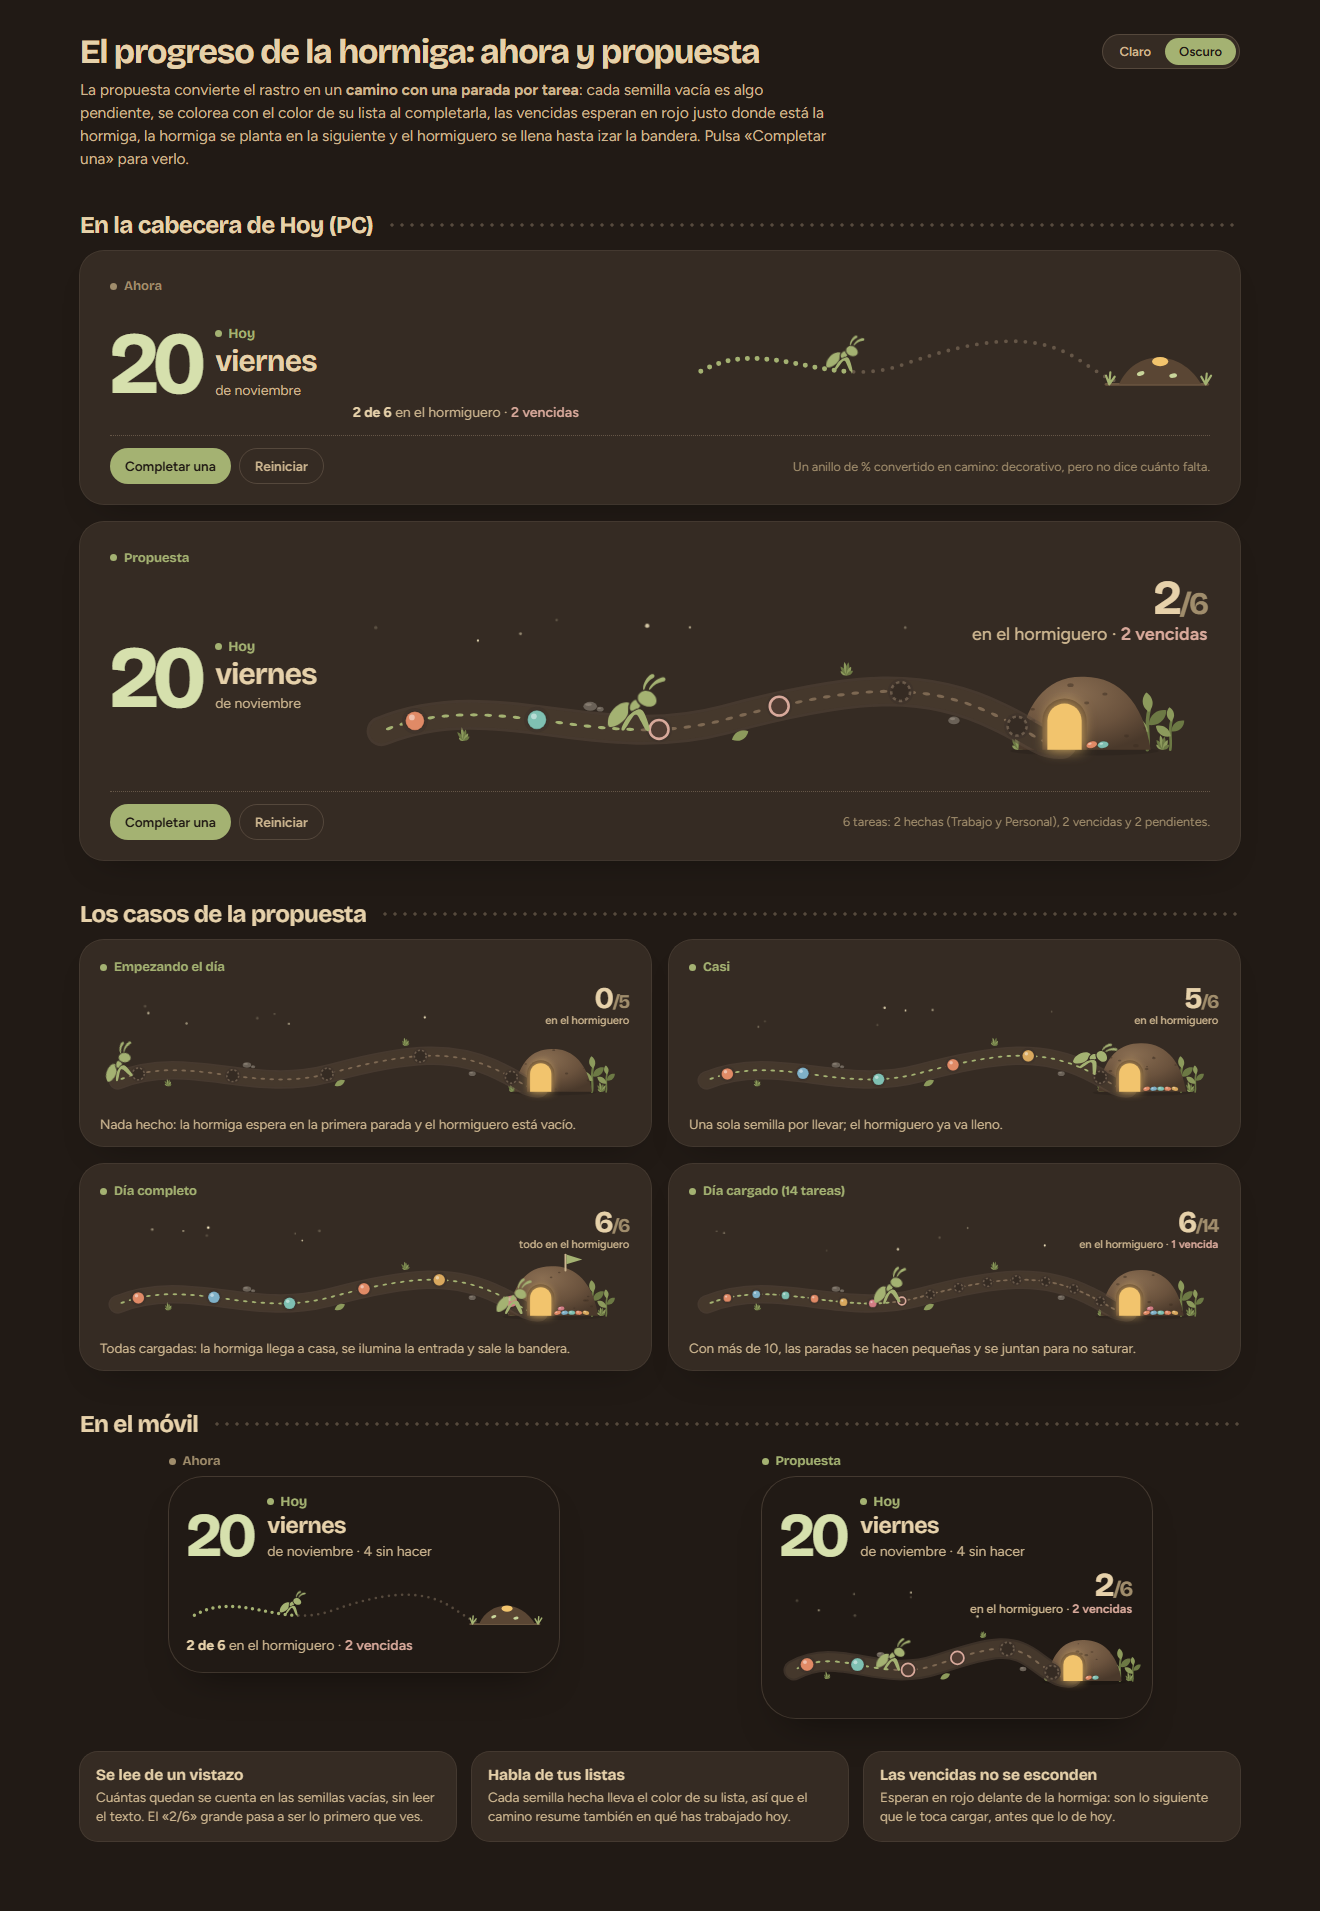 El progreso de la hormiga: ahora y propuesta
Claro
Oscuro
La propuesta convierte el rastro en un camino con una parada por tarea: cada semilla vacía es algo
pendiente, se colorea con el color de su lista al completarla, las vencidas esperan en rojo justo donde está la
hormiga, la hormiga se planta en la siguiente y el hormiguero se llena hasta izar la bandera. Pulsa «Completar
una» para verlo.
En la cabecera de Hoy (PC)
Ahora
20
Hoy
viernes
de noviembre
2 de 6 en el hormiguero · 2 vencidas
Completar una
Reiniciar
Un anillo de % convertido en camino: decorativo, pero no dice cuánto falta.
Propuesta
2/6
en el hormiguero · 2 vencidas
20
Hoy
viernes
de noviembre
Completar una
Reiniciar
6 tareas: 2 hechas (Trabajo y Personal), 2 vencidas y 2 pendientes.
Los casos de la propuesta
Empezando el día
0/5
en el hormiguero
Nada hecho: la hormiga espera en la primera parada y el hormiguero está vacío.
Casi
5/6
en el hormiguero
Una sola semilla por llevar; el hormiguero ya va lleno.
Día completo
6/6
todo en el hormiguero
Todas cargadas: la hormiga llega a casa, se ilumina la entrada y sale la bandera.
Día cargado (14 tareas)
6/14
en el hormiguero · 1 vencida
Con más de 10, las paradas se hacen pequeñas y se juntan para no saturar.
En el móvil
Ahora
20
Hoy
viernes
de noviembre · 4 sin hacer
2 de 6 en el hormiguero · 2 vencidas
Propuesta
20
Hoy
viernes
de noviembre · 4 sin hacer
2/6
en el hormiguero · 2 vencidas
Se lee de un vistazo
Cuántas quedan se cuenta en las semillas vacías, sin leer
el texto. El «2/6» grande pasa a ser lo primero que ves.
Habla de tus listas
Cada semilla hecha lleva el color de su lista, así que el
camino resume también en qué has trabajado hoy.
Las vencidas no se esconden
Esperan en rojo delante de la hormiga: son lo siguiente
que le toca cargar, antes que lo de hoy.